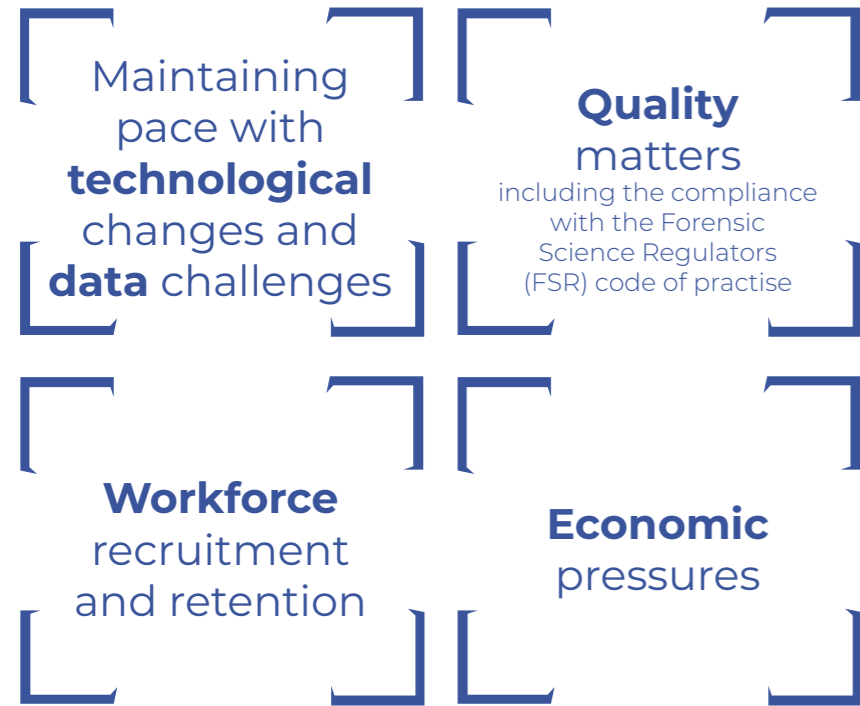 Maintaining
pace with
technological
changes and
data challenges
Quality
matters
including the compliance
with the Forensic
Science Regulators
(FSR) code of practise
Workforce
recruitment
and retention
Economic
pressures